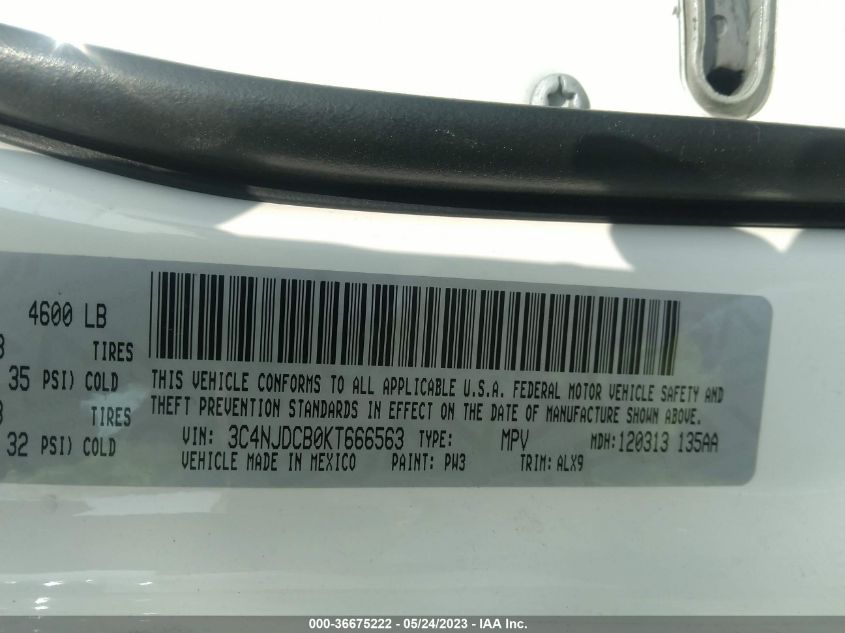 4600 LB
3 TIRES
35 PSI) COLD
3 TIRES
32 PSI) COLD
THIS VEHICLE CONFORMS TO ALL APPLICABLE U.S.A. FEDERAL MOTOR VEHICLE SAFETY AND
THEFT PREVENTION STANDARDS IN EFFECT ON THE DATE OF MANUFACTURE SHOWN ABOVE.
VIN: 3C4NJDCB0KT666563 TYPE: MPV MDH:120313 135AA
VEHICLE MADE IN MEXICO PAINT: PW3 TRIM: ALX9
000-36675222 - 05/24/2023 - IAA Inc.